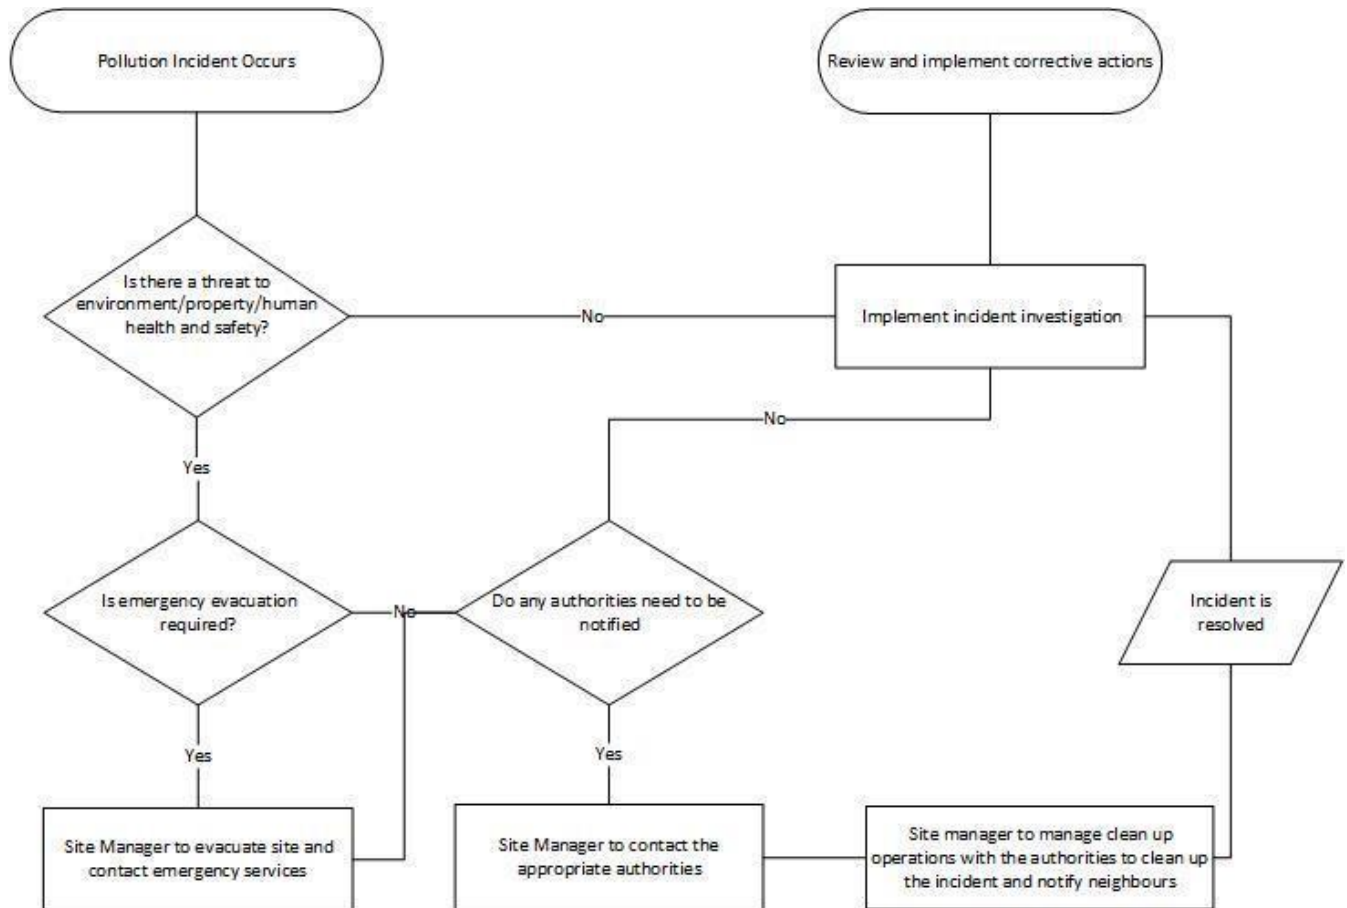 Pollution Incident Occurs
Review and implement corrective actions
Is there a threat to
environment/property/human
health and safety?
No
Implement incident investigation
No
Yes
Is emergency evacuation
required?
No
Do any authorities need to be
notified
Incident is
resolved
Yes
Yes
Site Manager to evacuate site and
contact emergency services
Site Manager to contact the
appropriate authorities
Site manager to manage clean up
operations with the authorities to clean up
the incident and notify neighbours